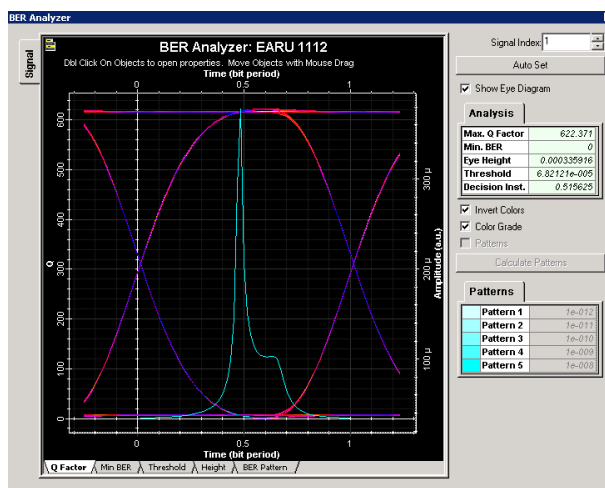 BER Analyzer
Signal
BER Analyzer: EARU 1112
Dbl Click On Objects to open properties. Move Objects with Mouse Drag
Time (bit period)
0 0.5 1
Q
600
500
400
300
200
100
0
300 µ
200 µ
100 µ
Amplitude (a.u.)
0 0.5 1
Time (bit period)
Q Factor Min BER Threshold Height BER Pattern
Signal Index: 1
Auto Set
Show Eye Diagram
Analysis
Max. Q Factor 622.371
Min. BER 0
Eye Height 0.000335916
Threshold 6.82121e-005
Decision Inst. 0.515625
Invert Colors
Color Grade
Patterns
Calculate Patterns
Patterns
Pattern 1 1e-012
Pattern 2 1e-011
Pattern 3 1e-010
Pattern 4 1e-009
Pattern 5 1e-008